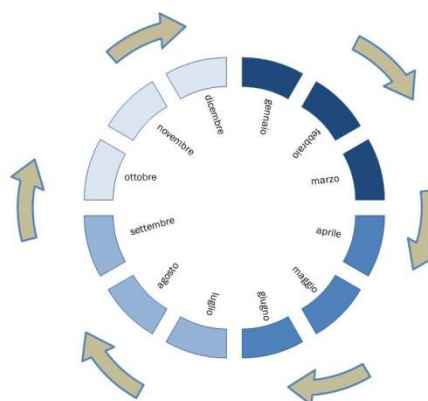 gennaio
febbraio
marzo
aprile
maggio
giugno
luglio
agosto
settembre
ottobre
novembre
dicembre